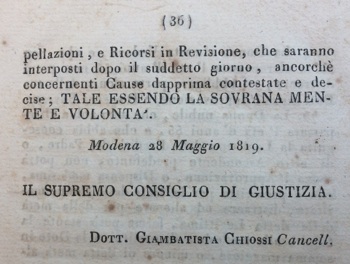 (36)
pellazioni, e Ricorsi in Revisione, che saranno
interposti dopo il suddetto giorno, ancorchè
concernenti Cause dapprima contestate e de-
cise; TALE ESSENDO LA SOVRANA MEN-
TE E VOLONTA'.
Modena 28 Maggio 1819.
IL SUPREMO CONSIGLIO DI GIUSTIZIA.
DOTT. GIAMBATISTA CHIOSSI Cancell.